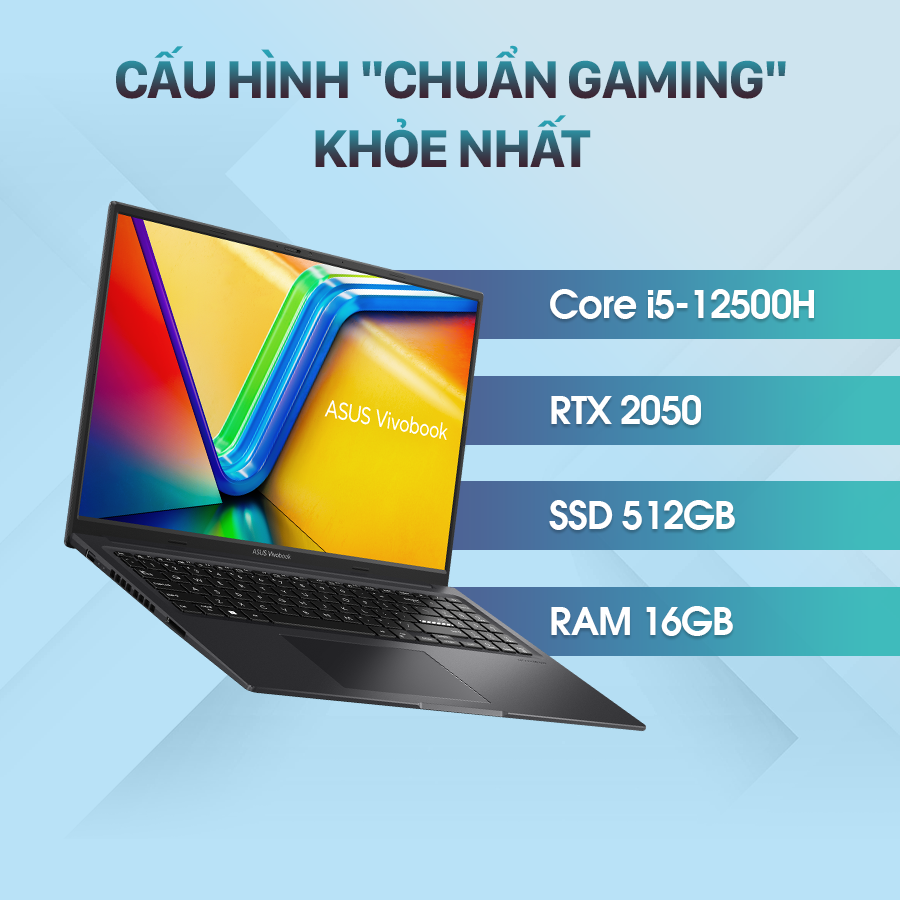 CẤU HÌNH "CHUẨN GAMING"
KHỎE NHẤT
Core i5-12500H
ASUS Vivobook
RTX 2050
SSD 512GB
ASUS Vivobook
RAM 16GB